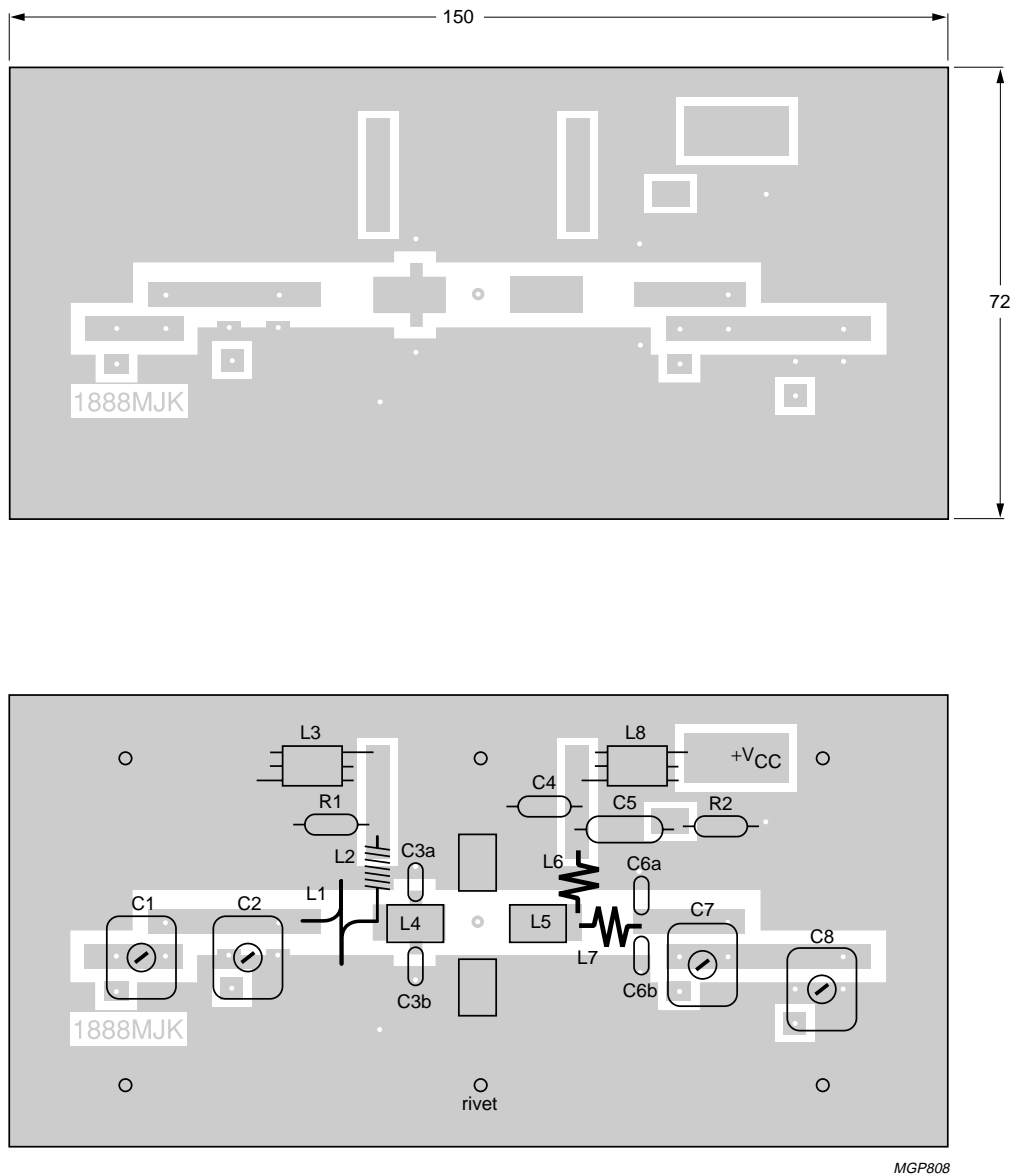 150
72
1888MJK
L3
L8
+VCC
C4
C5
R2
R1
L2
C3a
L6
C6a
L1
C1
C2
L4
L5
C7
C8
L7
C3b
C6b
1888MJK
rivet
MGP808